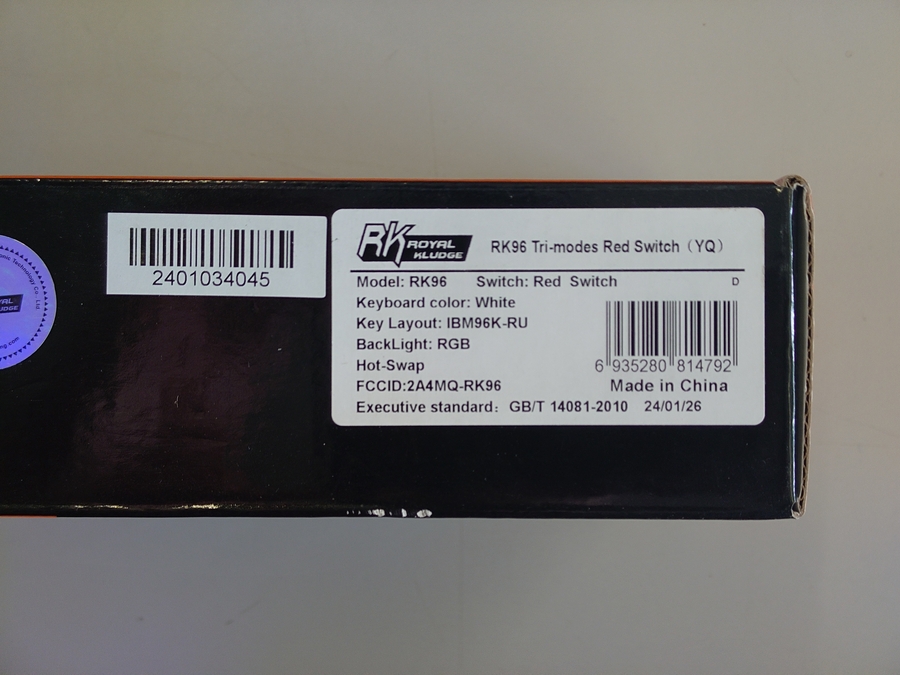 2401034045
RK ROYAL KLUDGE
RK96 Tri-modes Red Switch（YQ）
Model: RK96 Switch: Red Switch D
Keyboard color: White
Key Layout: IBM96K-RU
BackLight: RGB
Hot-Swap
FCCID:2A4MQ-RK96
Executive standard：GB/T 14081-2010 24/01/26
6 935280 814792
Made in China